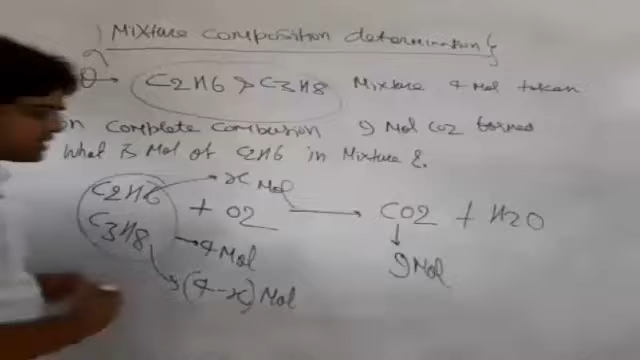 ) Mixture composition determination {
Q → C2H6 > C3H8 Mixture 4 Mol taken
on complete combusion 9 Mol CO2 formed
What is Mol of C2H6 in Mixture &.
C2H6 → x Mol
C3H8 + O2 → CO2 + H2O
→ 4 Mol
9 Mol
(4-x) Mol